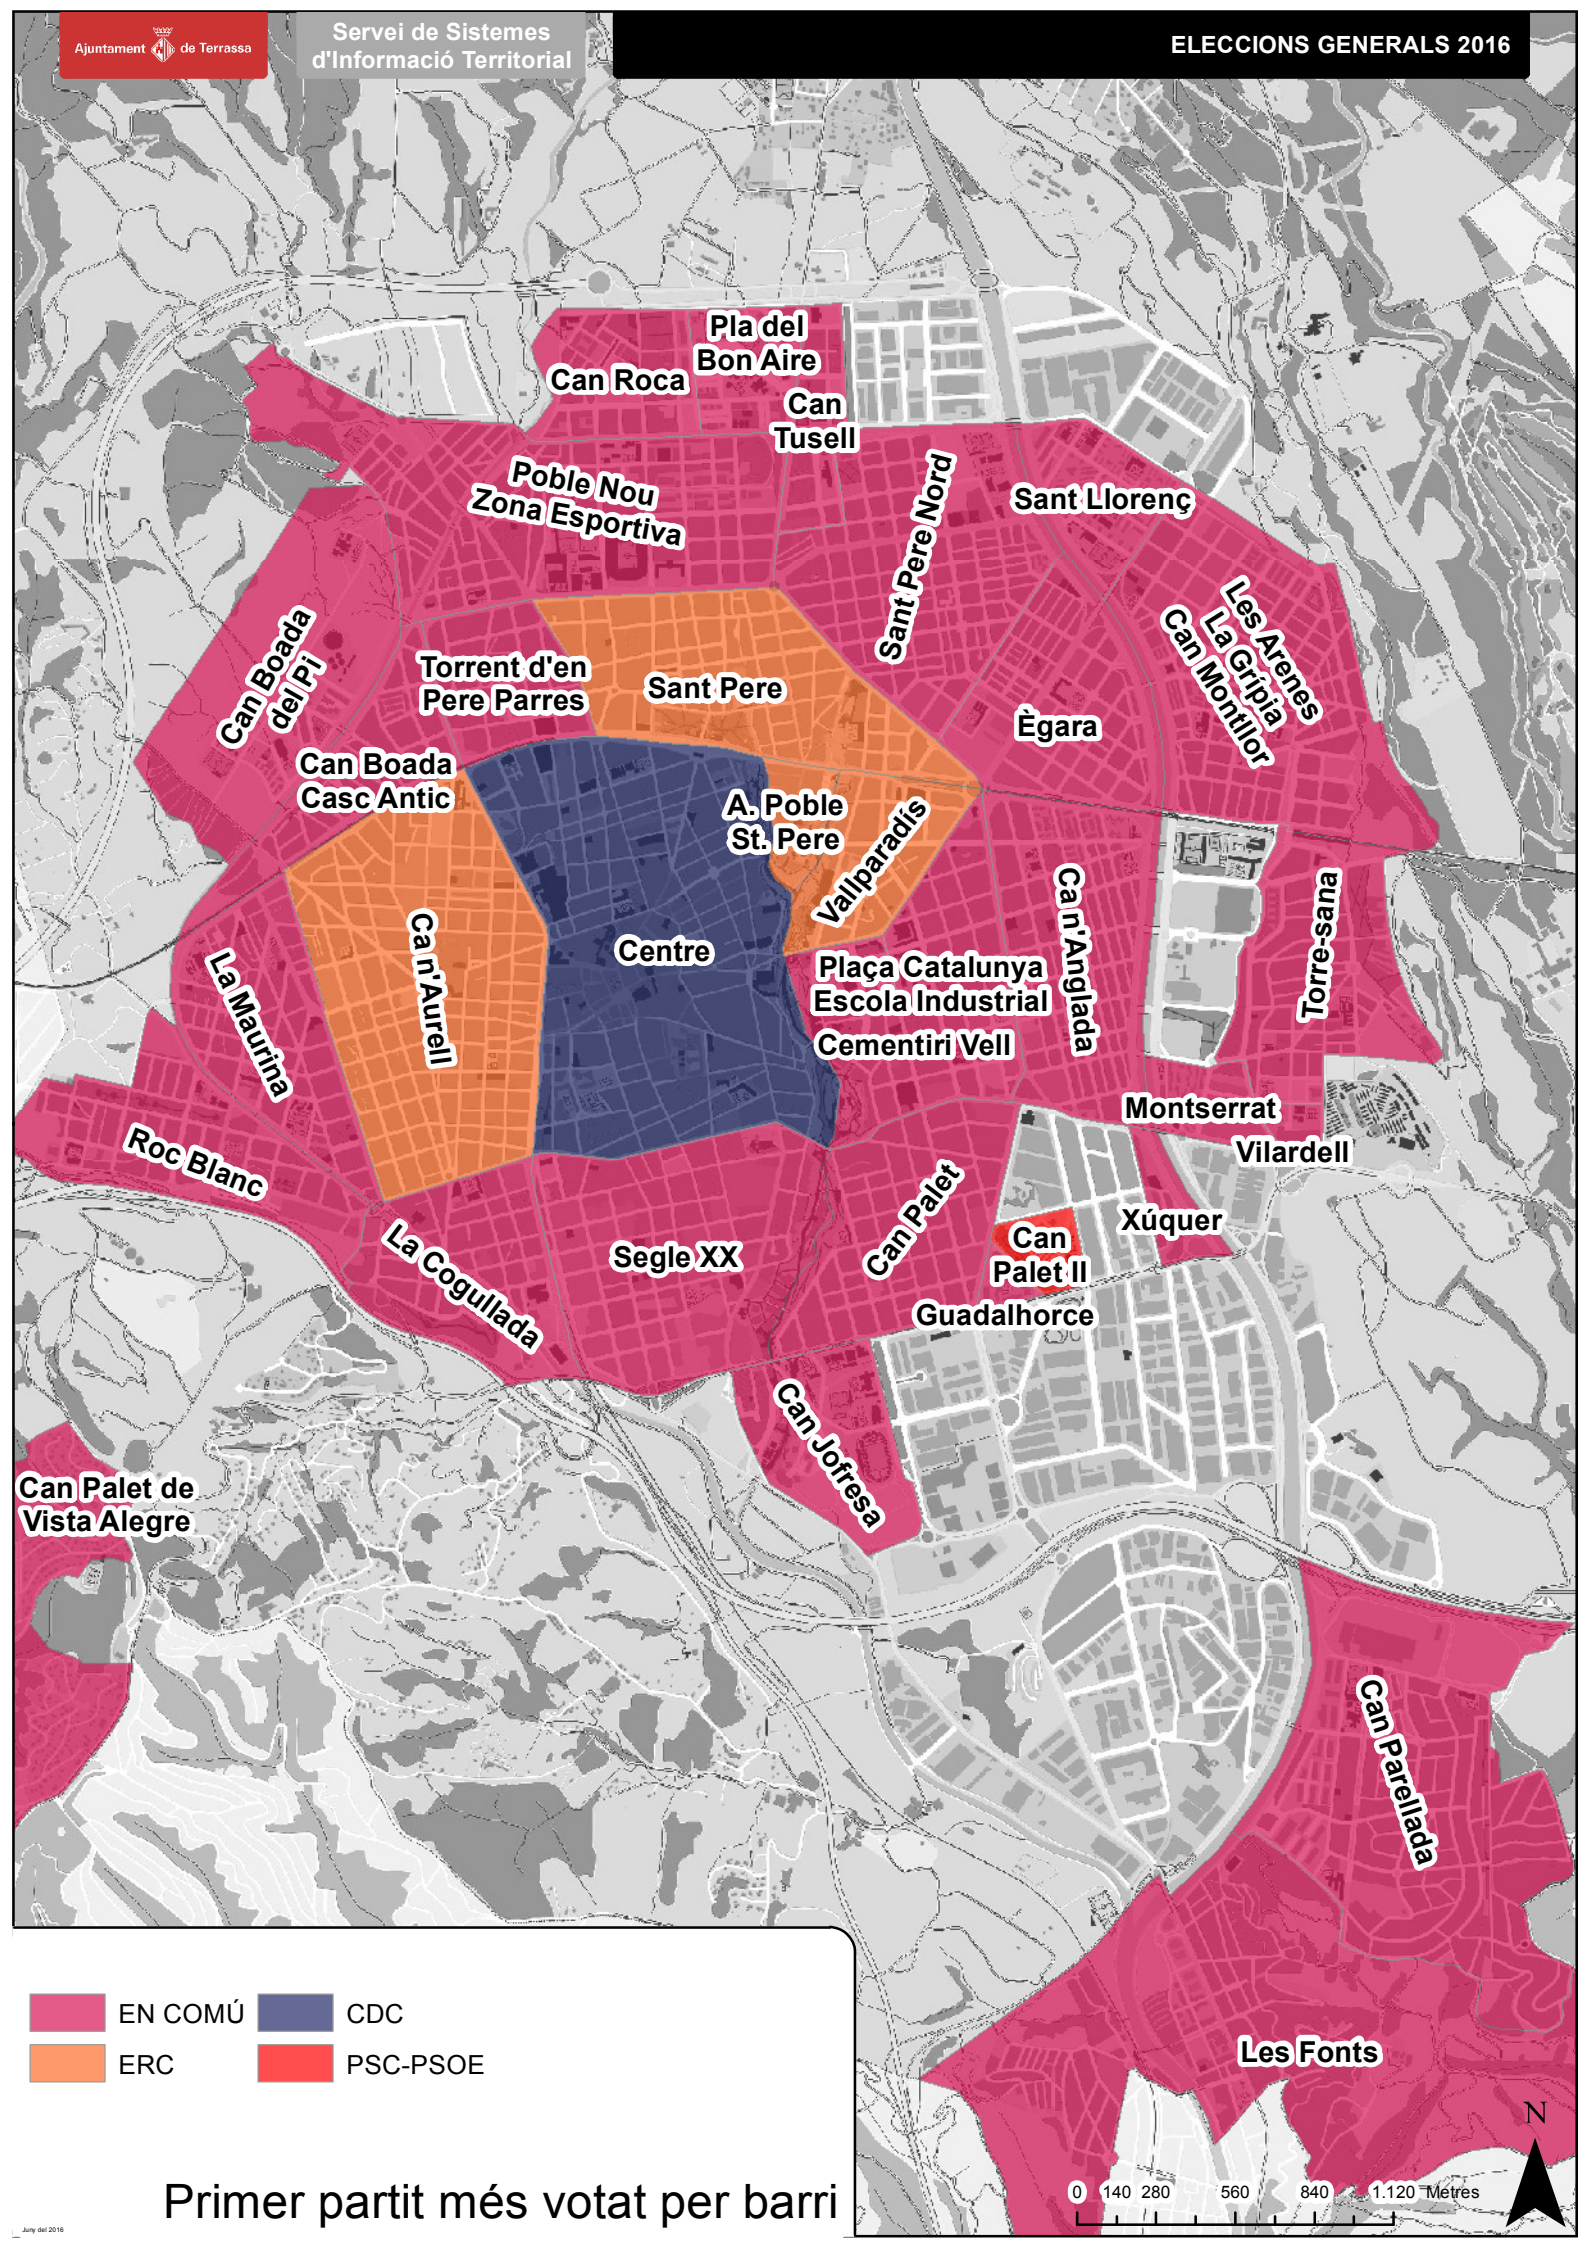 Ajuntament de Terrassa
Servei de Sistemes
d'Informació Territorial
ELECCIONS GENERALS 2016
Pla del
Bon Aire
Can Roca
Can
Tusell
Poble Nou
Zona Esportiva
Sant Pere Nord
Sant Llorenç
Les Arenes
La Grípia
Can Montllor
Can Boada
del Pi
Torrent d'en
Pere Parres
Sant Pere
Ègara
Can Boada
Casc Antic
A. Poble
St. Pere
Vallparadís
Ca n'Aurell
Centre
Ca n'Anglada
Torre-sana
La Maurina
Plaça Catalunya
Escola Industrial
Cementiri Vell
Montserrat
Vilardell
Roc Blanc
Can Palet
Xúquer
Can
Palet II
La Cogullada
Segle XX
Guadalhorce
Can Jofresa
Can Palet de
Vista Alegre
Can Parellada
Les Fonts
EN COMÚ
CDC
ERC
PSC-PSOE
N
0 140 280 560 840 1.120 Metres
Primer partit més votat per barri
Juny del 2016